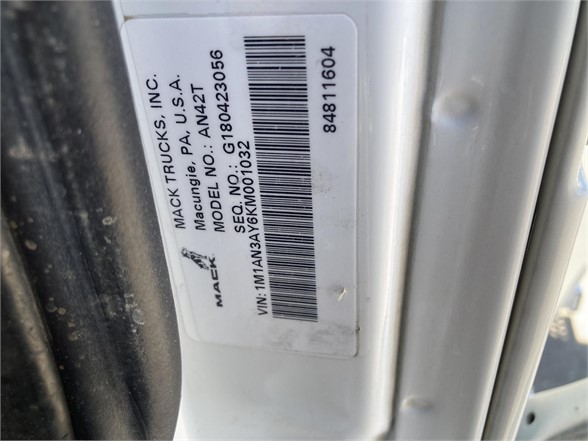 MACK TRUCKS, INC.
Macungie, PA, U.S.A.
MODEL NO.: AN42T
SEQ. NO.: G180423056
MACK
VIN: 1M1AN3AY6KM001032
84811604